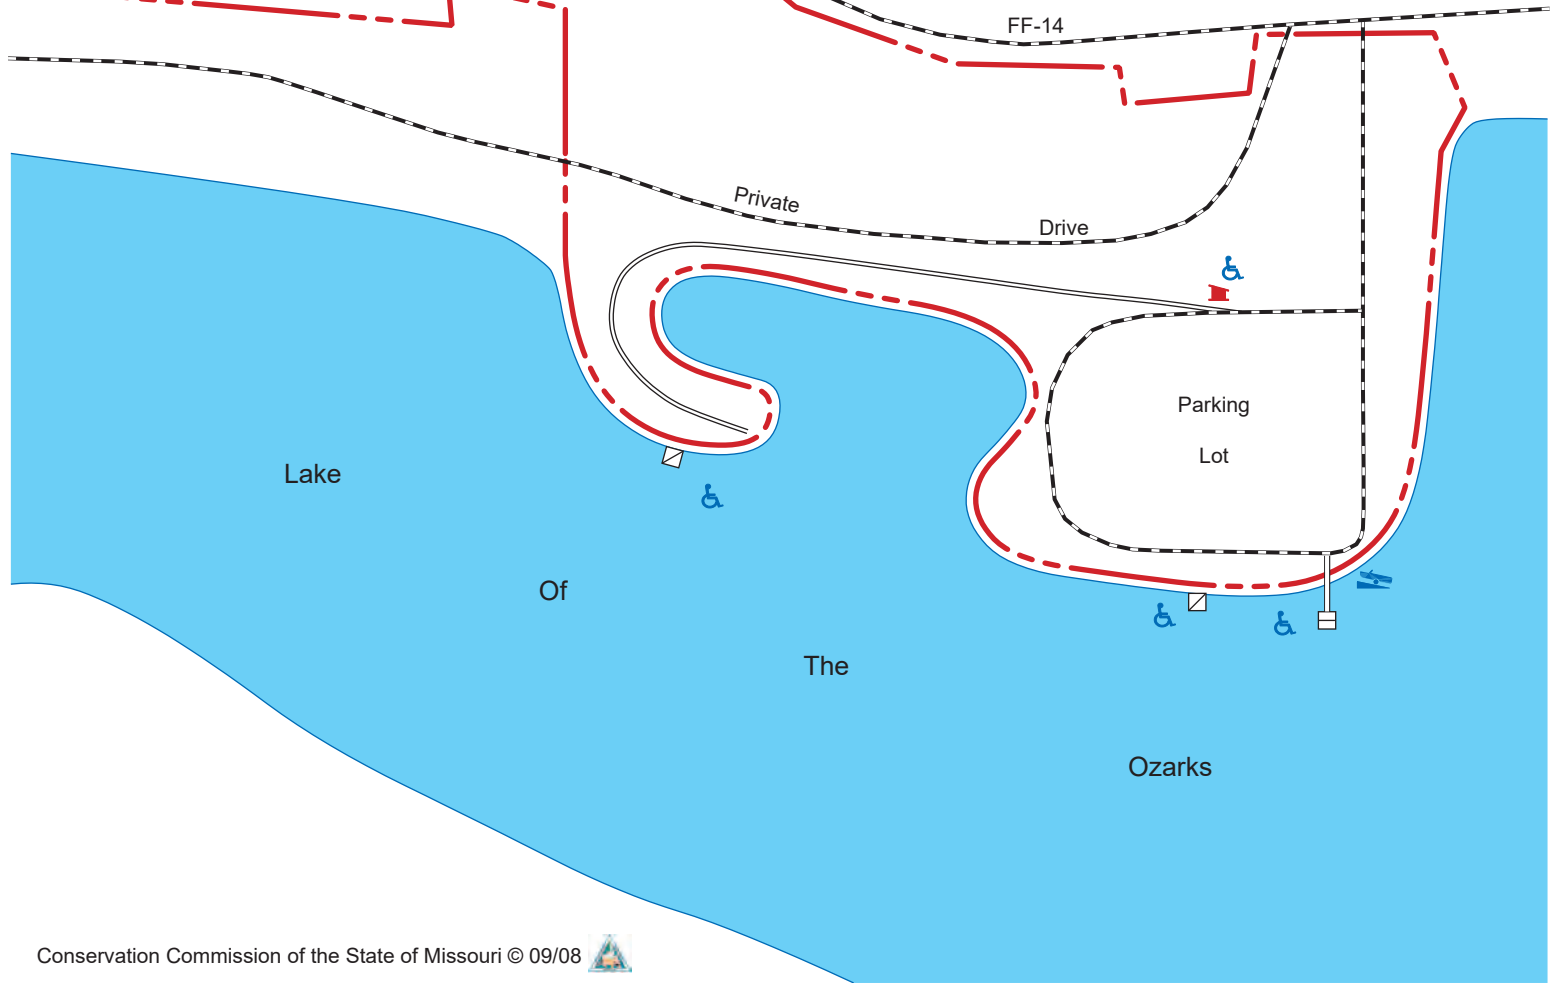 FF-14
Private
Drive
Parking
Lot
Lake
Of
The
Ozarks
Conservation Commission of the State of Missouri © 09/08